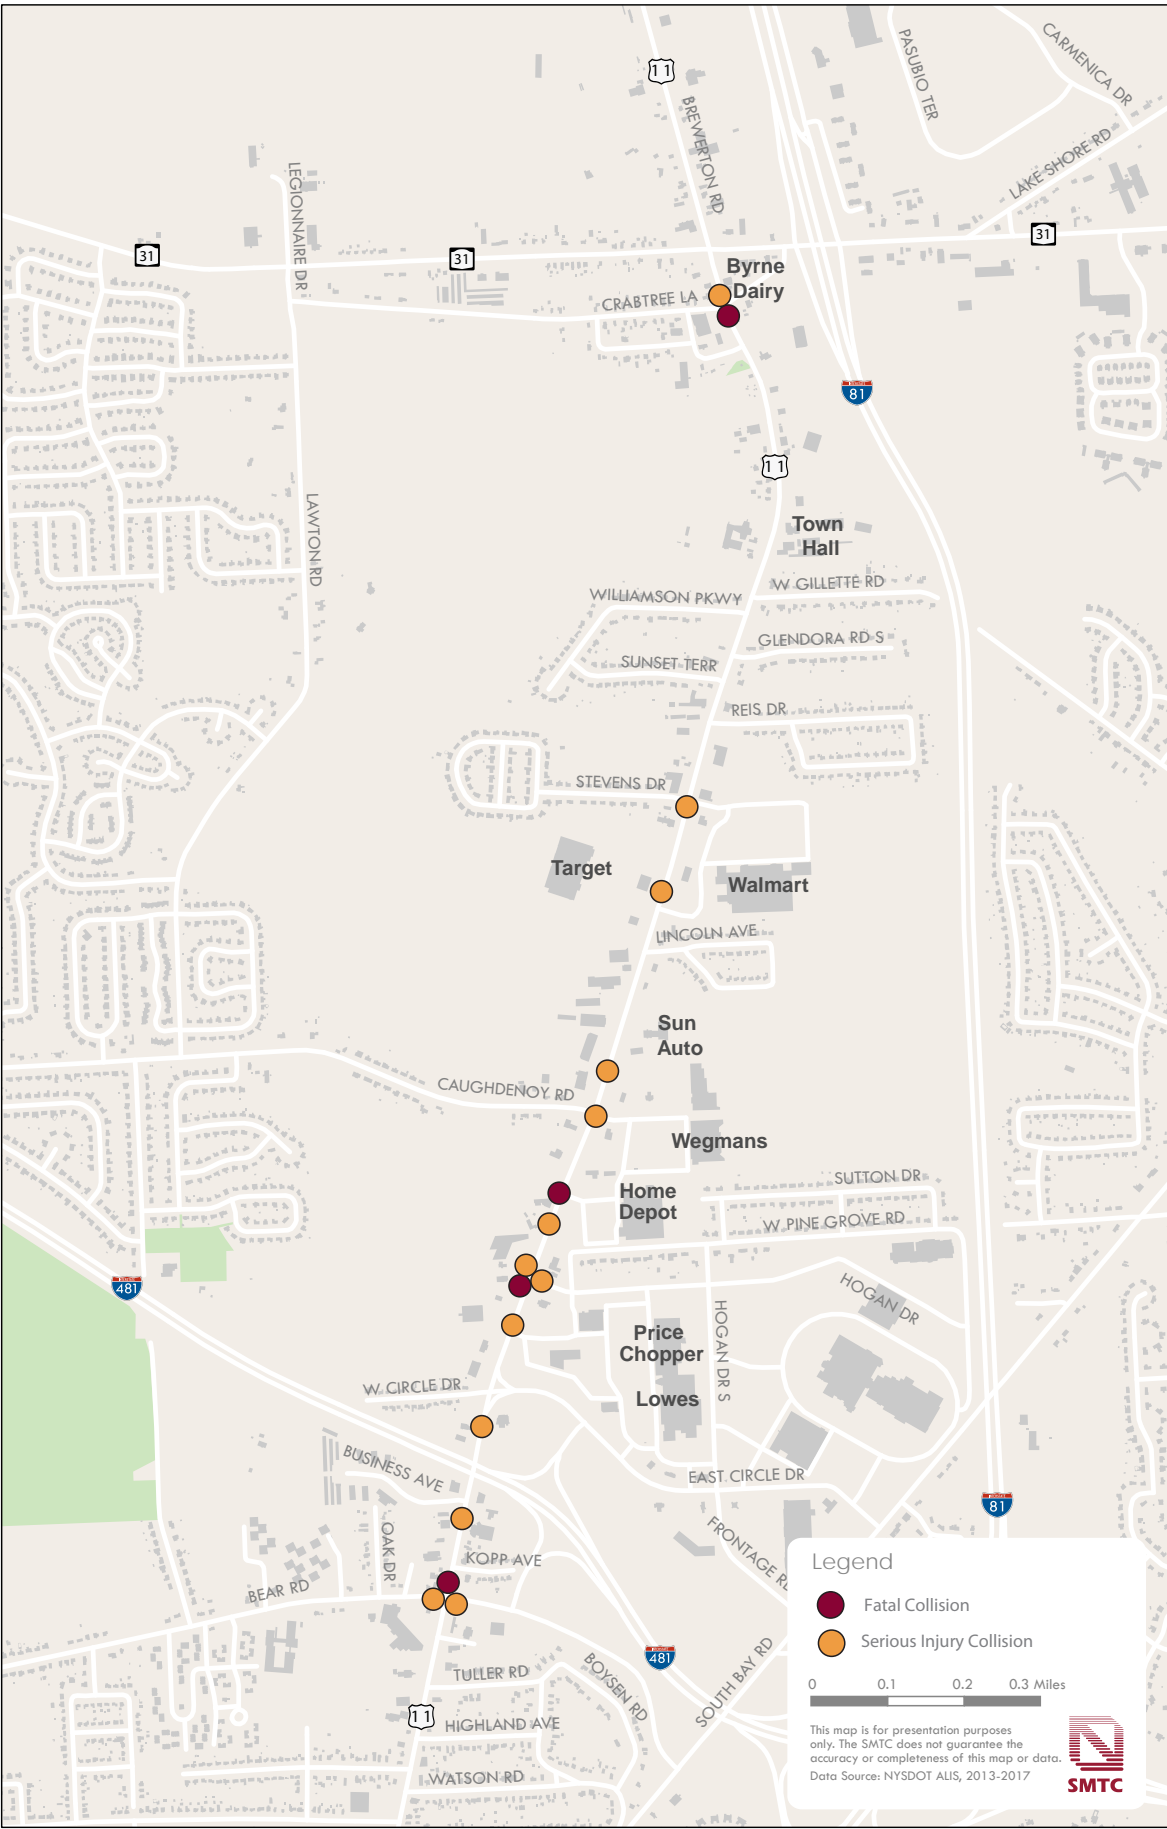 11
BREWERTON RD
PASUBIO TER
CARMENICA DR
LAKE SHORE RD
LEGIONNAIRE DR
31
31
31
Byrne
Dairy
CRABTREE LA
81
11
LAWTON RD
Town
Hall
W GILLETTE RD
WILLIAMSON PKWY
GLENDORA RD S
SUNSET TERR
REIS DR
STEVENS DR
Target
Walmart
LINCOLN AVE
Sun
Auto
CAUGHDENOY RD
Wegmans
SUTTON DR
Home
Depot
W PINE GROVE RD
481
HOGAN DR
HOGAN DR S
Price
Chopper
W CIRCLE DR
Lowes
BUSINESS AVE
EAST CIRCLE DR
81
OAK DR
FRONTAGE RD
KOPP AVE
BEAR RD
481
TULLER RD
BOYSEN RD
SOUTH BAY RD
11
HIGHLAND AVE
WATSON RD
Legend
Fatal Collision
Serious Injury Collision
0 0.1 0.2 0.3 Miles
This map is for presentation purposes
only. The SMTC does not guarantee the
accuracy or completeness of this map or data.
Data Source: NYSDOT ALIS, 2013-2017
SMTC